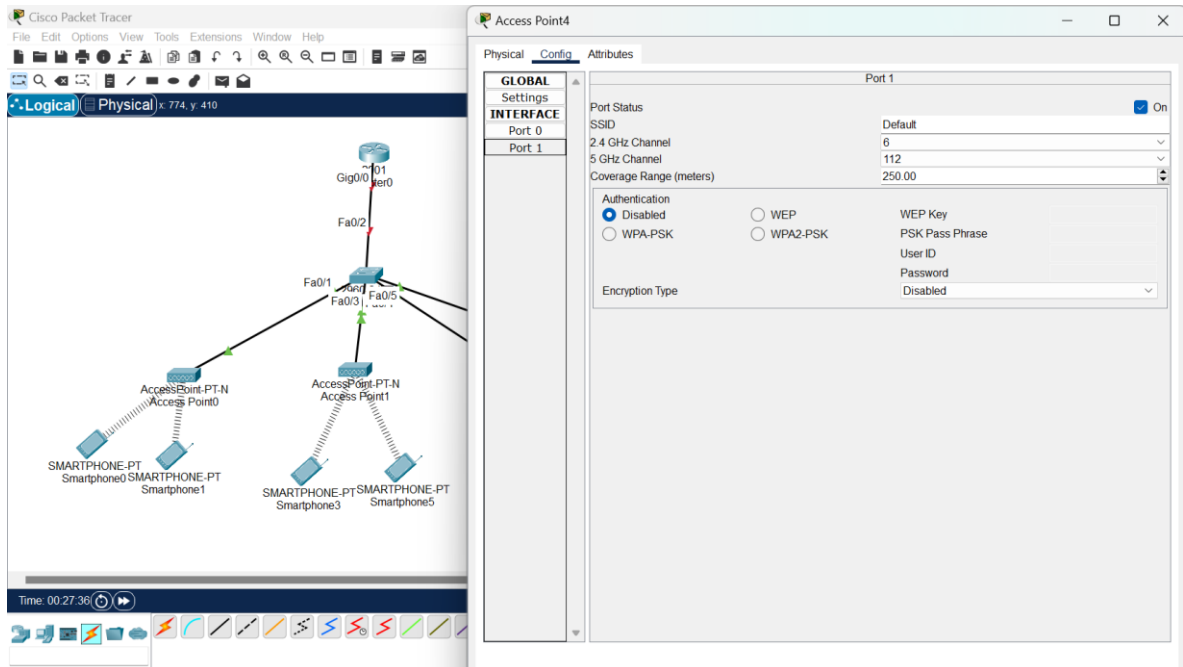 Cisco Packet Tracer
File Edit Options View Tools Extensions Window Help
Logical Physical x: 774, y: 410
Gig0/0
Fa0/2
Fa0/1
Fa0/3 Fa0/5
AccessPoint-PT-N
Access Point0
AccessPoint-PT-N
Access Point1
SMARTPHONE-PT
Smartphone0
SMARTPHONE-PT
Smartphone1
SMARTPHONE-PT
Smartphone3
SMARTPHONE-PT
Smartphone5
Time: 00:27:36
Access Point4
Physical Config Attributes
GLOBAL
Settings
INTERFACE
Port 0
Port 1
Port 1
Port Status On
SSID Default
2.4 GHz Channel 6
5 GHz Channel 112
Coverage Range (meters) 250.00
Authentication
Disabled WEP WEP Key
WPA-PSK WPA2-PSK PSK Pass Phrase
User ID
Password
Encryption Type Disabled